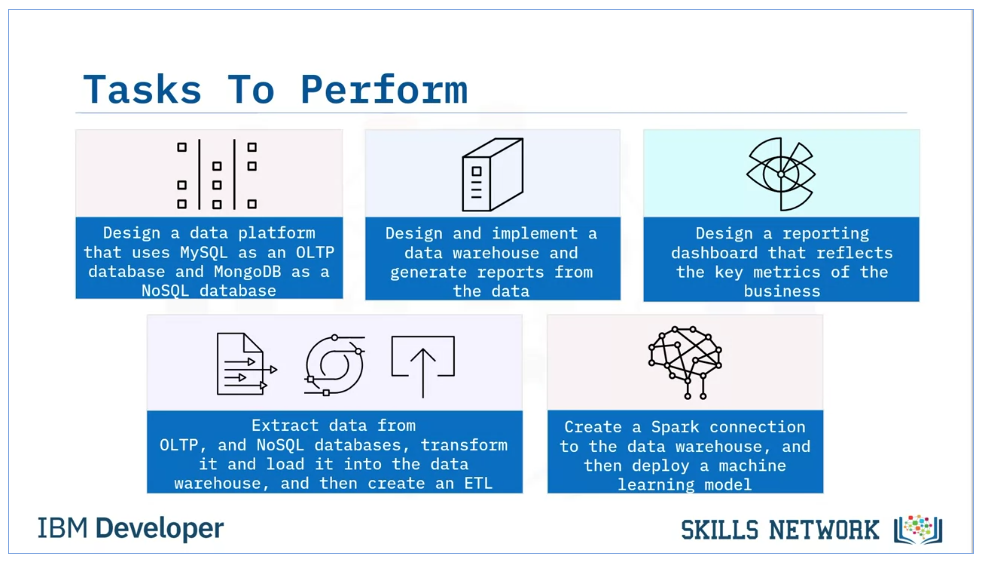 Tasks To Perform
Design a data platform
that uses MySQL as an OLTP
database and MongoDB as a
NoSQL database
Design and implement a
data warehouse and
generate reports from
the data
Design a reporting
dashboard that reflects
the key metrics of the
business
Extract data from
OLTP, and NoSQL databases, transform
it and load it into the data
warehouse, and then create an ETL
Create a Spark connection
to the data warehouse, and
then deploy a machine
learning model
IBM Developer
SKILLS NETWORK